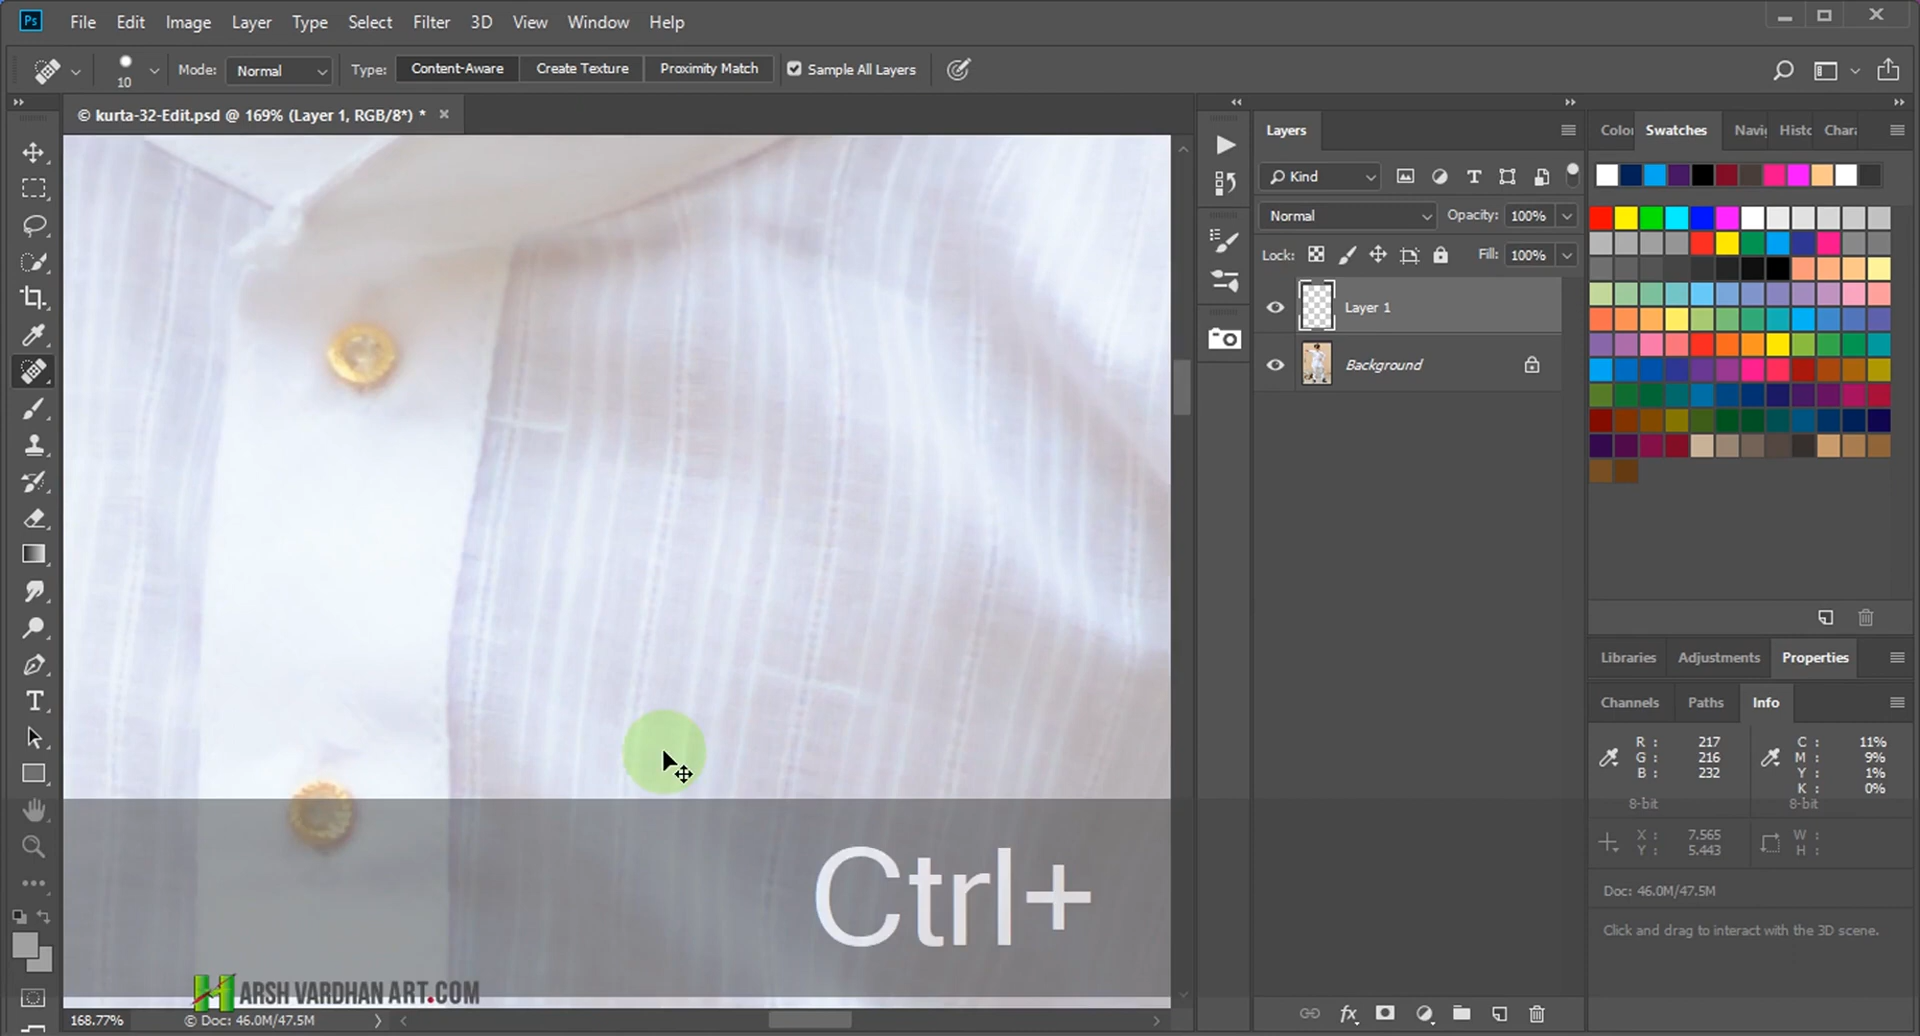 Ps File Edit Image Layer Type Select Filter 3D View Window Help
10 Mode: Normal Type: Content-Aware Create Texture Proximity Match Sample All Layers
© kurta-32-Edit.psd @ 169% (Layer 1, RGB/8*) * ×
Layers
Kind
Normal Opacity: 100%
Lock: Fill: 100%
Layer 1
Background
Swatches
Libraries Adjustments Properties
Channels Paths Info
R : 217 C : 11%
G : 216 M : 9%
B : 232 Y : 1%
K : 0%
8-bit 8-bit
X : 7.565 W :
Y : 5.443 H :
Doc: 46.0M/47.5M
Click and drag to interact with the 3D scene.
Ctrl+
HARSH VARDHAN ART.COM
168.77% © Doc: 46.0M/47.5M